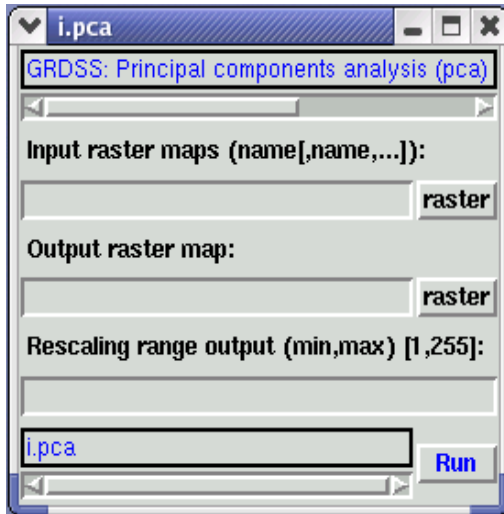 i.pca
GRDSS: Principal components analysis (pca)
Input raster maps (name[,name,...]):
raster
Output raster map:
raster
Rescaling range output (min,max) [1,255]:
i.pca
Run